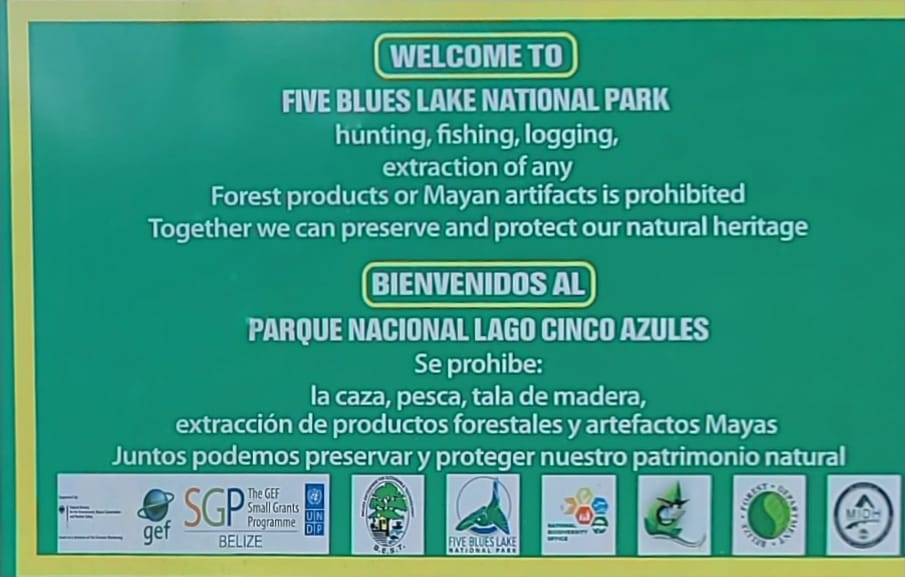 WELCOME TO
FIVE BLUES LAKE NATIONAL PARK
hunting, fishing, logging,
extraction of any
Forest products or Mayan artifacts is prohibited
Together we can preserve and protect our natural heritage
BIENVENIDOS AL
PARQUE NACIONAL LAGO CINCO AZULES
Se prohibe:
la caza, pesca, tala de madera,
extracción de productos forestales y artefactos Mayas
Juntos podemos preservar y proteger nuestro patrimonio natural
gef
SGP
The GEF
Small Grants
Programme
BELIZE
UN
DP
B.E.S.T.
FIVE BLUES LAKE
NATIONAL PARK
NATIONAL
BIODIVERSITY
OFFICE
BELIZE • FOREST • DEPARTMENT
MIDH